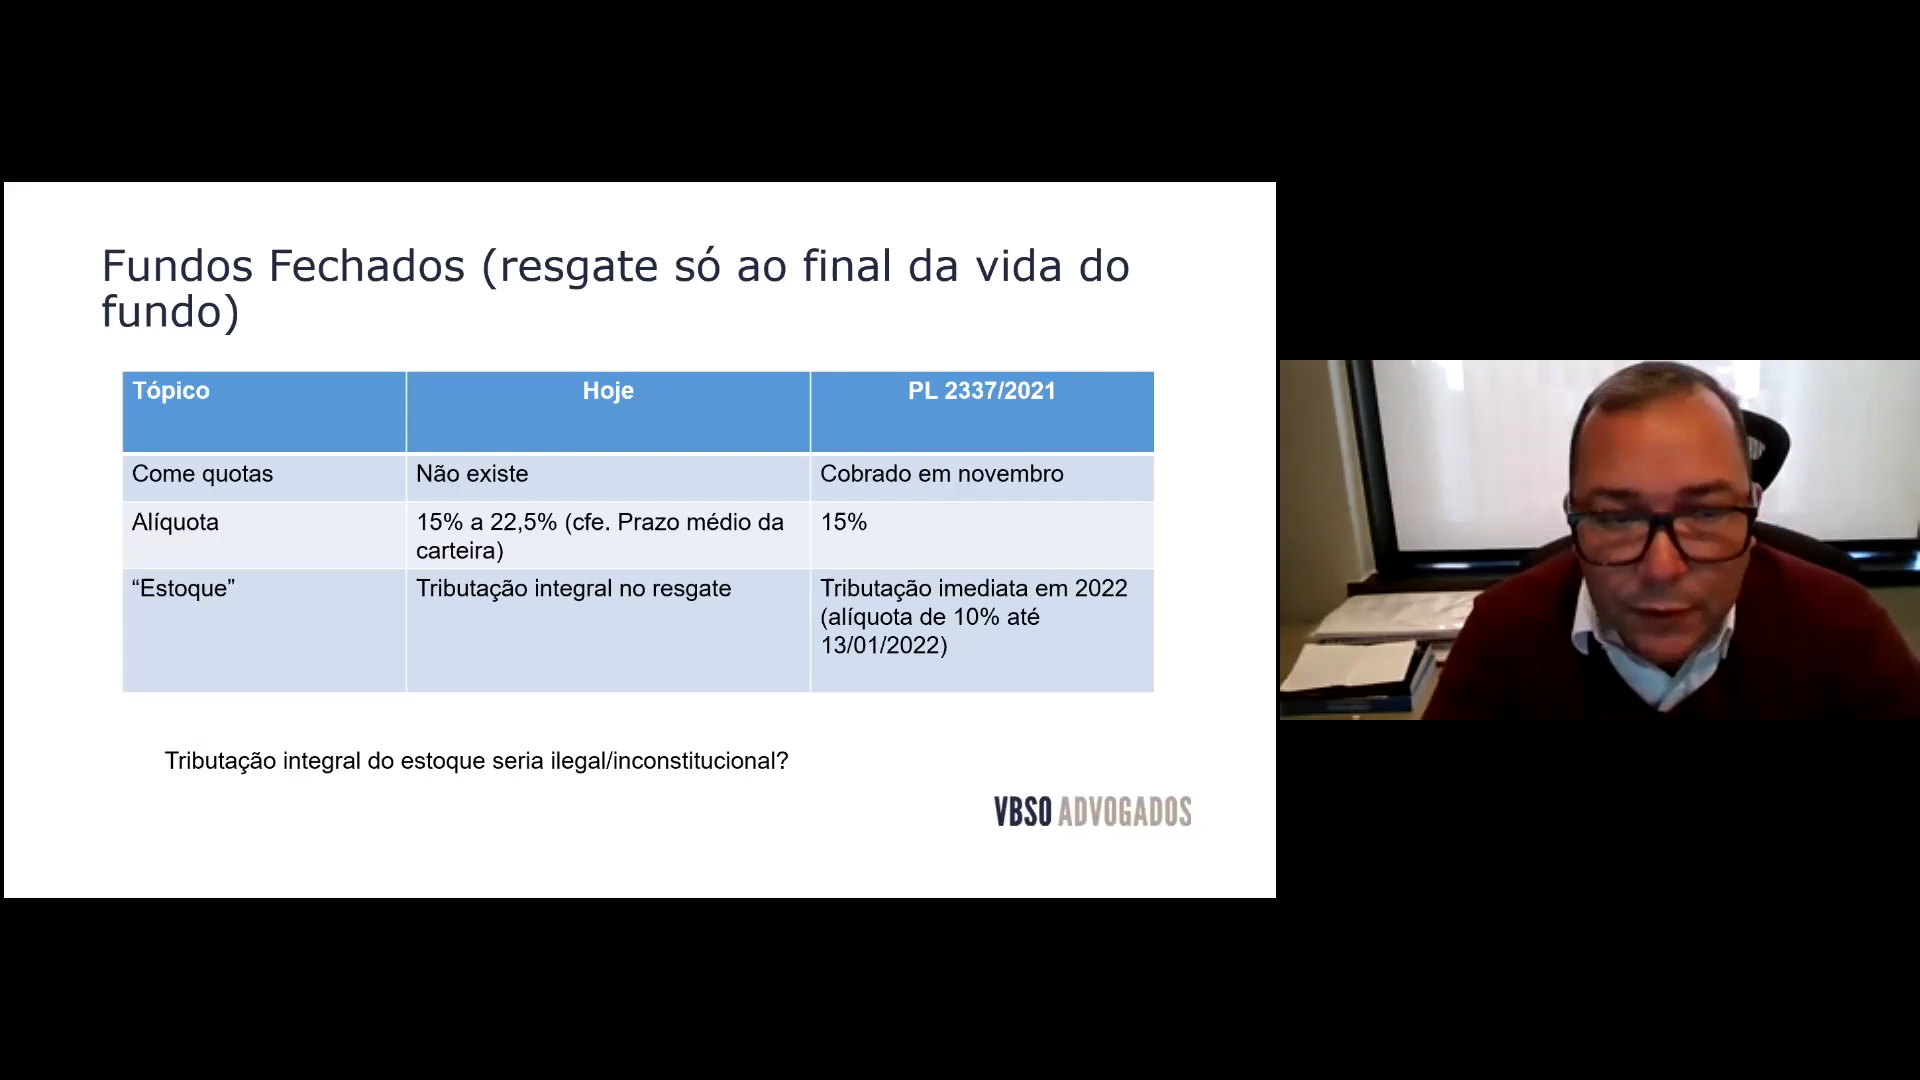 Fundos Fechados (resgate só ao final da vida do
fundo)
Tópico
Hoje
PL 2337/2021
Come quotas
Não existe
Cobrado em novembro
Alíquota
15% a 22,5% (cfe. Prazo médio da
carteira)
15%
“Estoque”
Tributação integral no resgate
Tributação imediata em 2022
(alíquota de 10% até
13/01/2022)
Tributação integral do estoque seria ilegal/inconstitucional?
VBSO ADVOGADOS